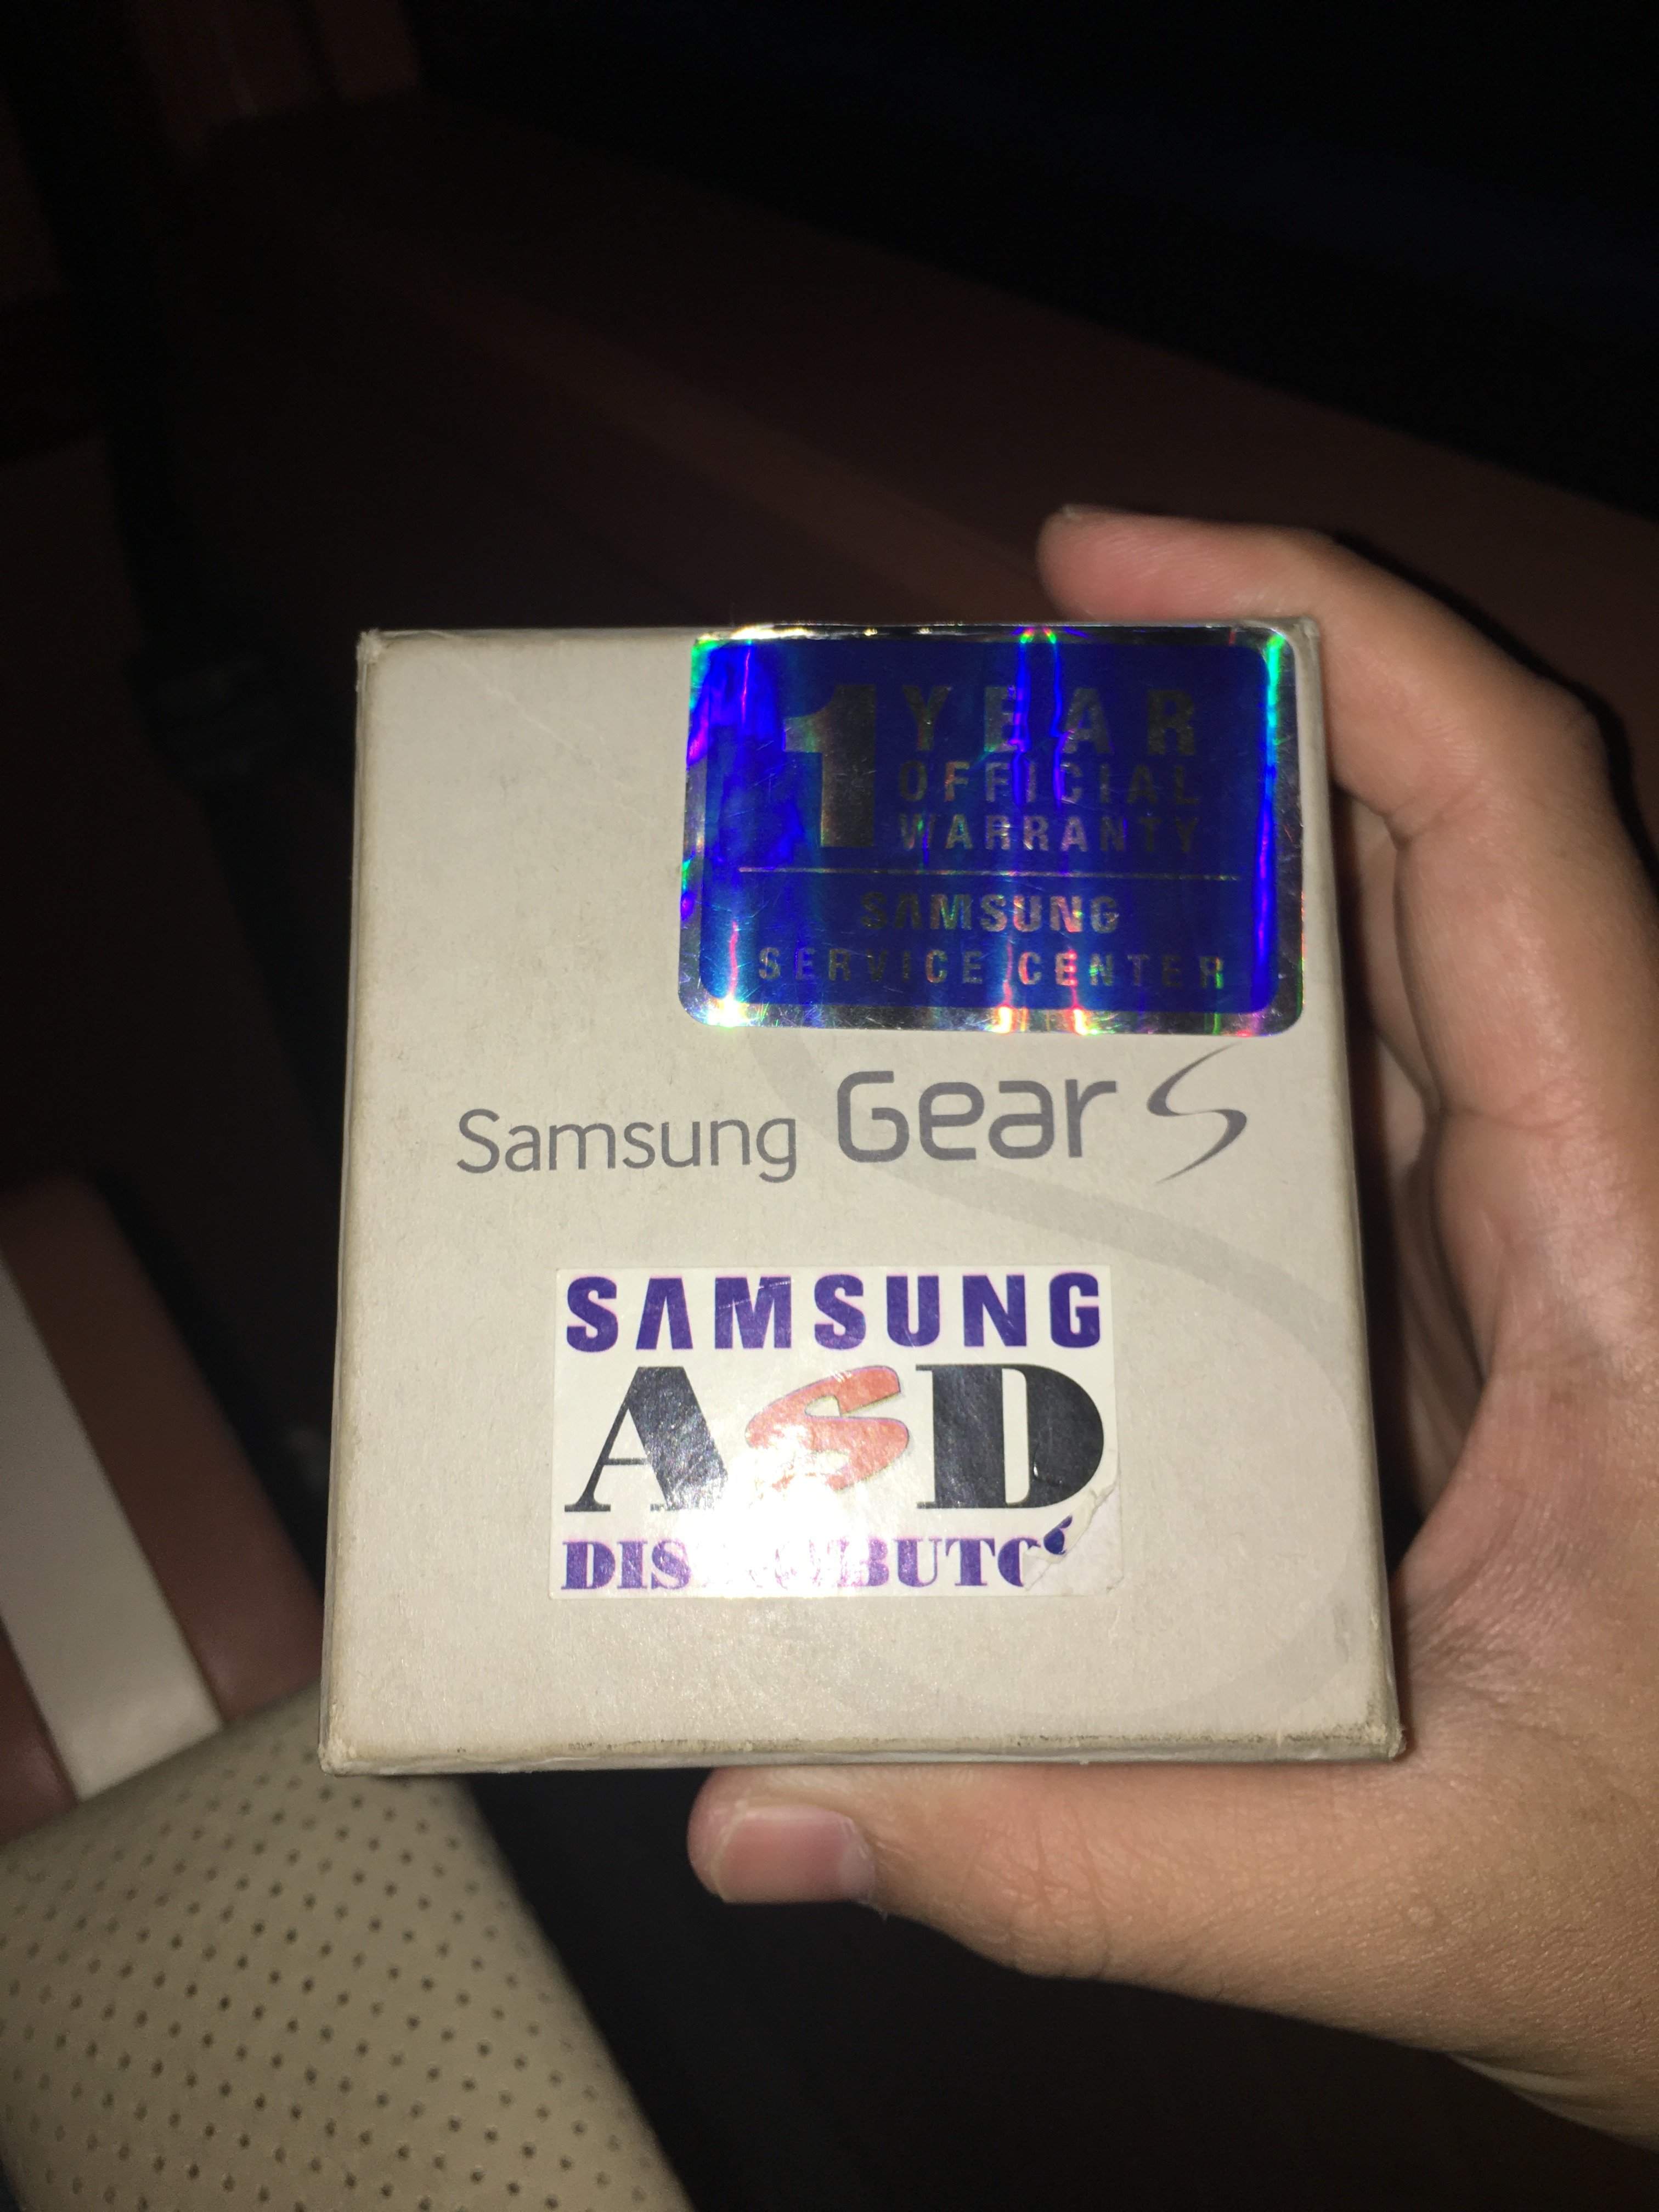 1 YEAR
OFFICIAL
WARRANTY
SAMSUNG
SERVICE CENTER
Samsung Gear S
SAMSUNG
ASD